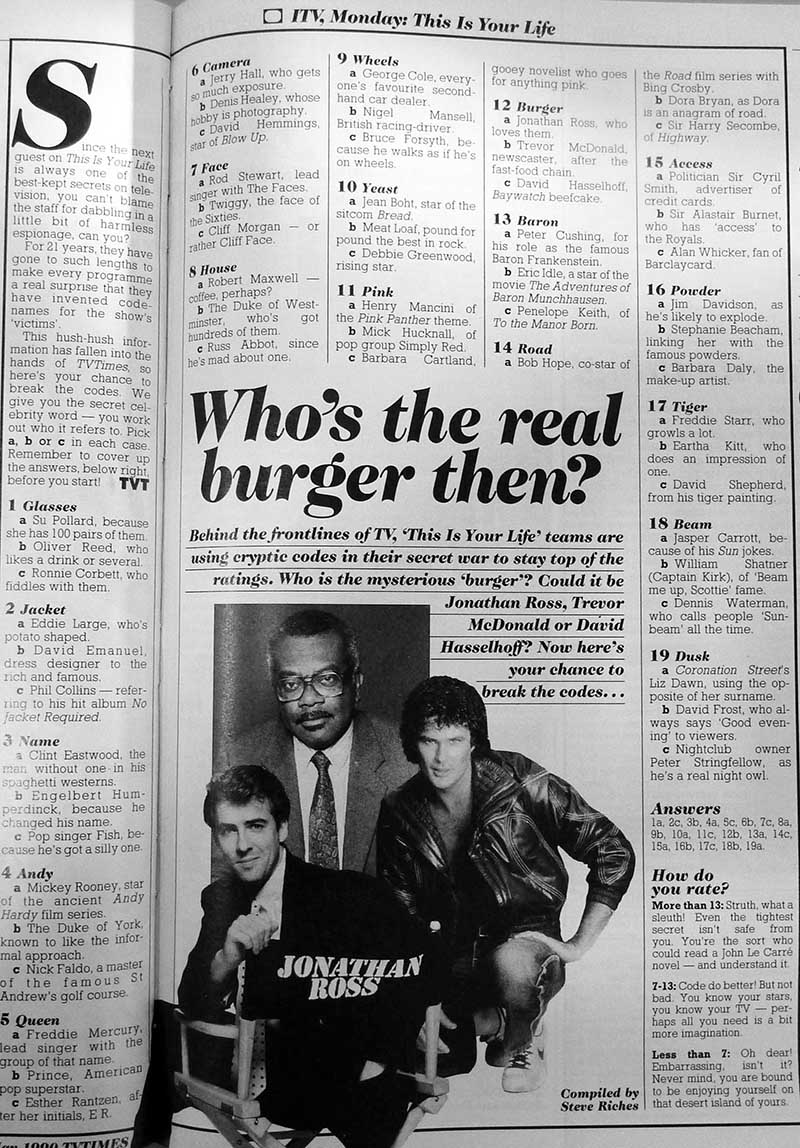 ITV, Monday: This Is Your Life
Since the next
guest on This Is Your Life
is always one of the
best-kept secrets on tele-
vision, you can't blame
the staff for dabbling in a
little bit of harmless
espionage, can you?
For 21 years, they have
gone to such lengths to
make every programme
a real surprise that they
have invented code-
names for the show's
'victims'.
This hush-hush infor-
mation has fallen into the
hands of TVTimes, so
here's your chance to
break the codes. We
give you the secret cel-
ebrity word — you work
out who it refers to. Pick
a, b or c in each case.
Remember to cover up
the answers, below right,
before you start! TVT
1 Glasses
a Su Pollard, because
she has 100 pairs of them.
b Oliver Reed, who
likes a drink or several.
c Ronnie Corbett, who
fiddles with them.
2 Jacket
a Eddie Large, who's
potato shaped.
b David Emanuel,
dress designer to the
rich and famous.
c Phil Collins — refer-
ring to his hit album No
Jacket Required.
3 Name
a Clint Eastwood, the
man without one in his
spaghetti westerns.
b Engelbert Hum-
perdinck, because he
changed his name.
c Pop singer Fish, be-
cause he's got a silly one.
4 Andy
a Mickey Rooney, star
of the ancient Andy
Hardy film series.
b The Duke of York,
known to like the infor-
mal approach.
c Nick Faldo, a master
of the famous St
Andrew's golf course.
5 Queen
a Freddie Mercury,
lead singer with the
group of that name.
b Prince, American
pop superstar.
c Esther Rantzen, af-
ter her initials, E R.
6 Camera
a Jerry Hall, who gets
so much exposure.
b Denis Healey, whose
hobby is photography.
c David Hemmings,
star of Blow Up.
7 Face
a Rod Stewart, lead
singer with The Faces.
b Twiggy, the face of
the Sixties.
c Cliff Morgan — or
rather Cliff Face.
8 House
a Robert Maxwell —
coffee, perhaps?
b The Duke of West-
minster, who's got
hundreds of them.
c Russ Abbot, since
he's mad about one.
9 Wheels
a George Cole, every-
one's favourite second-
hand car dealer.
b Nigel Mansell,
British racing-driver.
c Bruce Forsyth, be-
cause he walks as if he's
on wheels.
10 Yeast
a Jean Boht, star of the
sitcom Bread.
b Meat Loaf, pound for
pound the best in rock.
c Debbie Greenwood,
rising star.
11 Pink
a Henry Mancini of
the Pink Panther theme.
b Mick Hucknall, of
pop group Simply Red.
c Barbara Cartland,
gooey novelist who goes
for anything pink.
12 Burger
a Jonathan Ross, who
loves them.
b Trevor McDonald,
newscaster, after the
fast-food chain.
c David Hasselhoff,
Baywatch beefcake.
13 Baron
a Peter Cushing, for
his role as the famous
Baron Frankenstein.
b Eric Idle, a star of the
movie The Adventures of
Baron Munchhausen.
c Penelope Keith, of
To the Manor Born.
14 Road
a Bob Hope, co-star of
the Road film series with
Bing Crosby.
b Dora Bryan, as Dora
is an anagram of road.
c Sir Harry Secombe,
of Highway.
15 Access
a Politician Sir Cyril
Smith, advertiser of
credit cards.
b Sir Alastair Burnet,
who has 'access' to
the Royals.
c Alan Whicker, fan of
Barclaycard.
16 Powder
a Jim Davidson, as
he's likely to explode.
b Stephanie Beacham,
linking her with the
famous powders.
c Barbara Daly, the
make-up artist.
17 Tiger
a Freddie Starr, who
growls a lot.
b Eartha Kitt, who
does an impression of
one.
c David Shepherd,
from his tiger painting.
18 Beam
a Jasper Carrott, be-
cause of his Sun jokes.
b William Shatner
(Captain Kirk), of 'Beam
me up, Scottie' fame.
c Dennis Waterman,
who calls people 'Sun-
beam' all the time.
19 Dusk
a Coronation Street's
Liz Dawn, using the op-
posite of her surname.
b David Frost, who al-
ways says 'Good even-
ing' to viewers.
c Nightclub owner
Peter Stringfellow, as
he's a real night owl.
Answers
1a, 2c, 3b, 4a, 5c, 6b, 7c, 8a,
9b, 10a, 11c, 12b, 13a, 14c,
15a, 16b, 17c, 18b, 19a.
How do
you rate?
More than 13: Struth, what a
sleuth! Even the tightest
secret isn't safe from
you. You're the sort who
could read a John Le Carré
novel — and understand it.
7-13: Code do better! But not
bad. You know your stars,
you know your TV — per-
haps all you need is a bit
more imagination.
Less than 7: Oh dear!
Embarrassing, isn't it?
Never mind, you are bound
to be enjoying yourself on
that desert island of yours.
Who's the real
burger then?
Behind the frontlines of TV, 'This Is Your Life' teams are
using cryptic codes in their secret war to stay top of the
ratings. Who is the mysterious 'burger'? Could it be
Jonathan Ross, Trevor
McDonald or David
Hasselhoff? Now here's
your chance to
break the codes...
JONATHAN
ROSS
Compiled by
Steve Riches
1990 TVTIMES